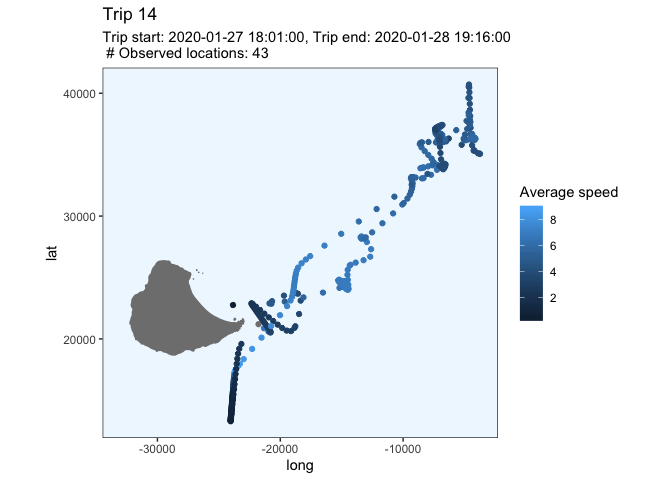 Trip 14
Trip start: 2020-01-27 18:01:00, Trip end: 2020-01-28 19:16:00
# Observed locations: 43
40000
30000
20000
lat
-30000
-20000
-10000
long
Average speed
8
6
4
2